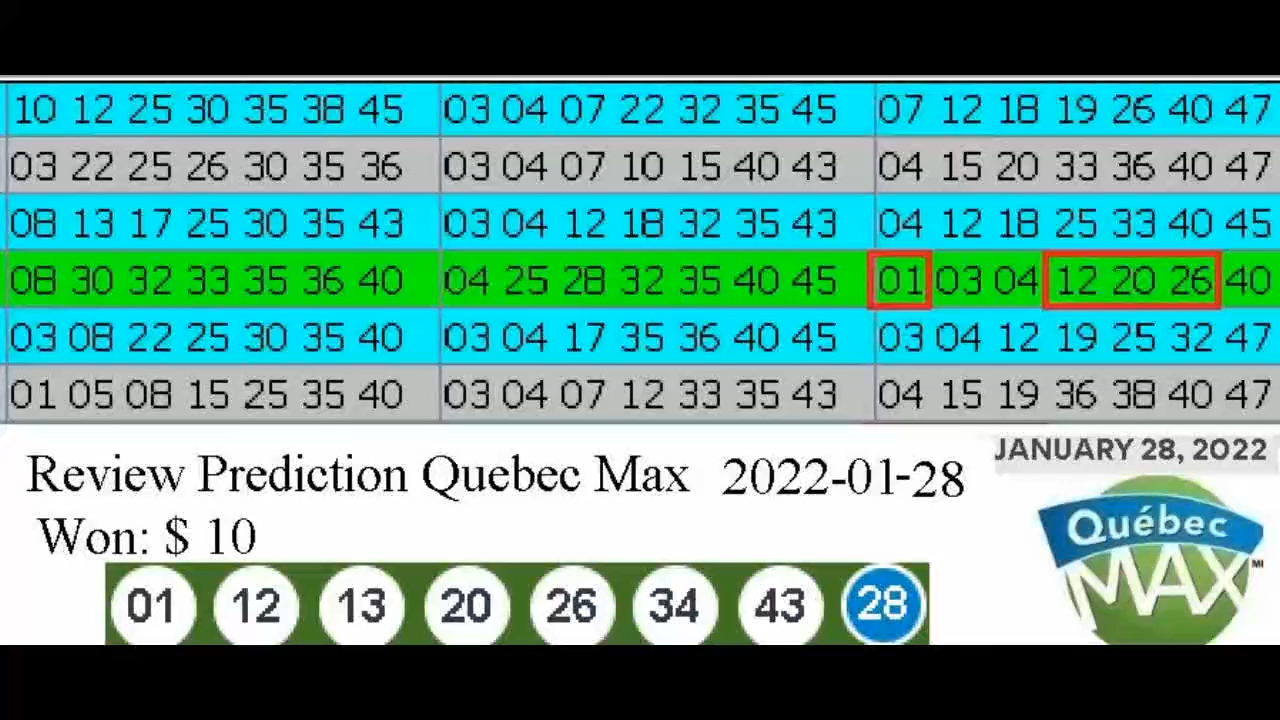 10 12 25 30 35 38 45 03 04 07 22 32 35 45 07 12 18 19 26 40 47
03 22 25 26 30 35 36 03 04 07 10 15 40 43 04 15 20 33 36 40 47
08 13 17 25 30 35 43 03 04 12 18 32 35 43 04 12 18 25 33 40 45
08 30 32 33 35 36 40 04 25 28 32 35 40 45 01 03 04 12 20 26 40
03 08 22 25 30 35 40 03 04 17 35 36 40 45 03 04 12 19 25 32 47
01 05 08 15 25 35 40 03 04 07 12 33 35 43 04 15 19 36 38 40 47
JANUARY 28, 2022
Review Prediction Quebec Max 2022-01-28
Won: $ 10
Québec
MAX MD
01 12 13 20 26 34 43 28